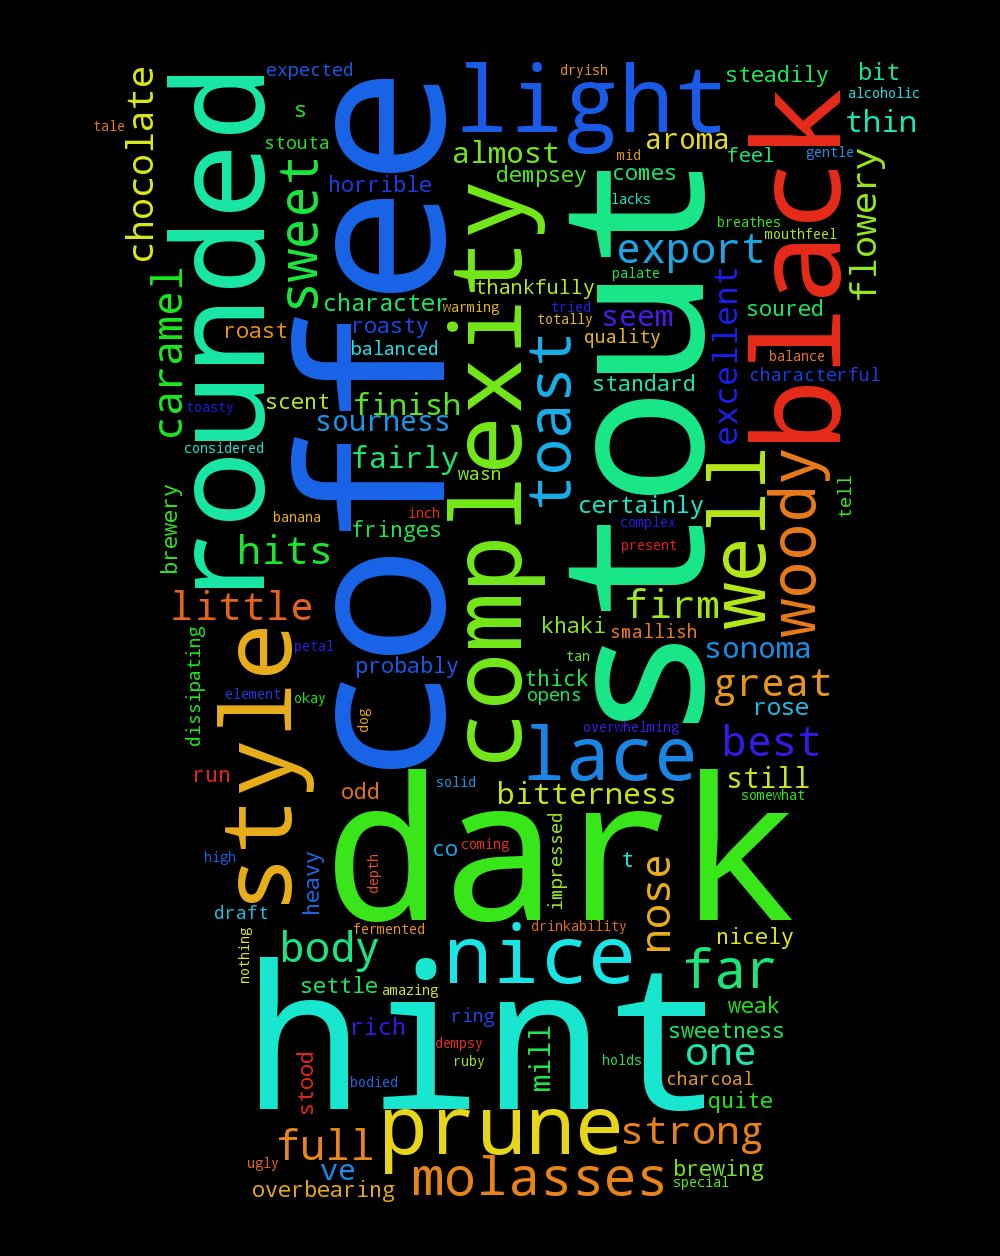 expected
light
dryish
steadily
bit
alcoholic
chocolate
rounded
coffee
s
tale
thin
black
aroma
stouta
almost
mid
feel
gentle
sweet
horrible
dempsey
comes
stout
flowery
complexity
lacks
breathes
mouthfeel
export
caramel
thankfully
palate
excellent
character
warming
tried
soured
roast
roasty
totally
seem
toast
quality
balanced
balance
standard
characterful
toasty
scent
finish
sourness
considered
fairly
well
woody
wash
tell
brewery
certainly
banana
inch
complex
fringes
hits
present
little
firm
khaki
smallish
dissipating
style
petal
sonoma
tan
probably
thick
great
element
okay
opens
rose
dog
lace
overwhelming
best
run
solid
still
odd
bitterness
somewhat
dark
impressed
co
coming
high
heavy
depth
t
nose
draft
nothing
fermented
drinkability
body
nice
nicely
far
hint
settle
amazing
weak
rich
ring
sweetness
dempsy
mill
one
ruby
holds
stood
bodied
charcoal
quite
prune
full
strong
ugly
ve
molasses
brewing
overbearing
special